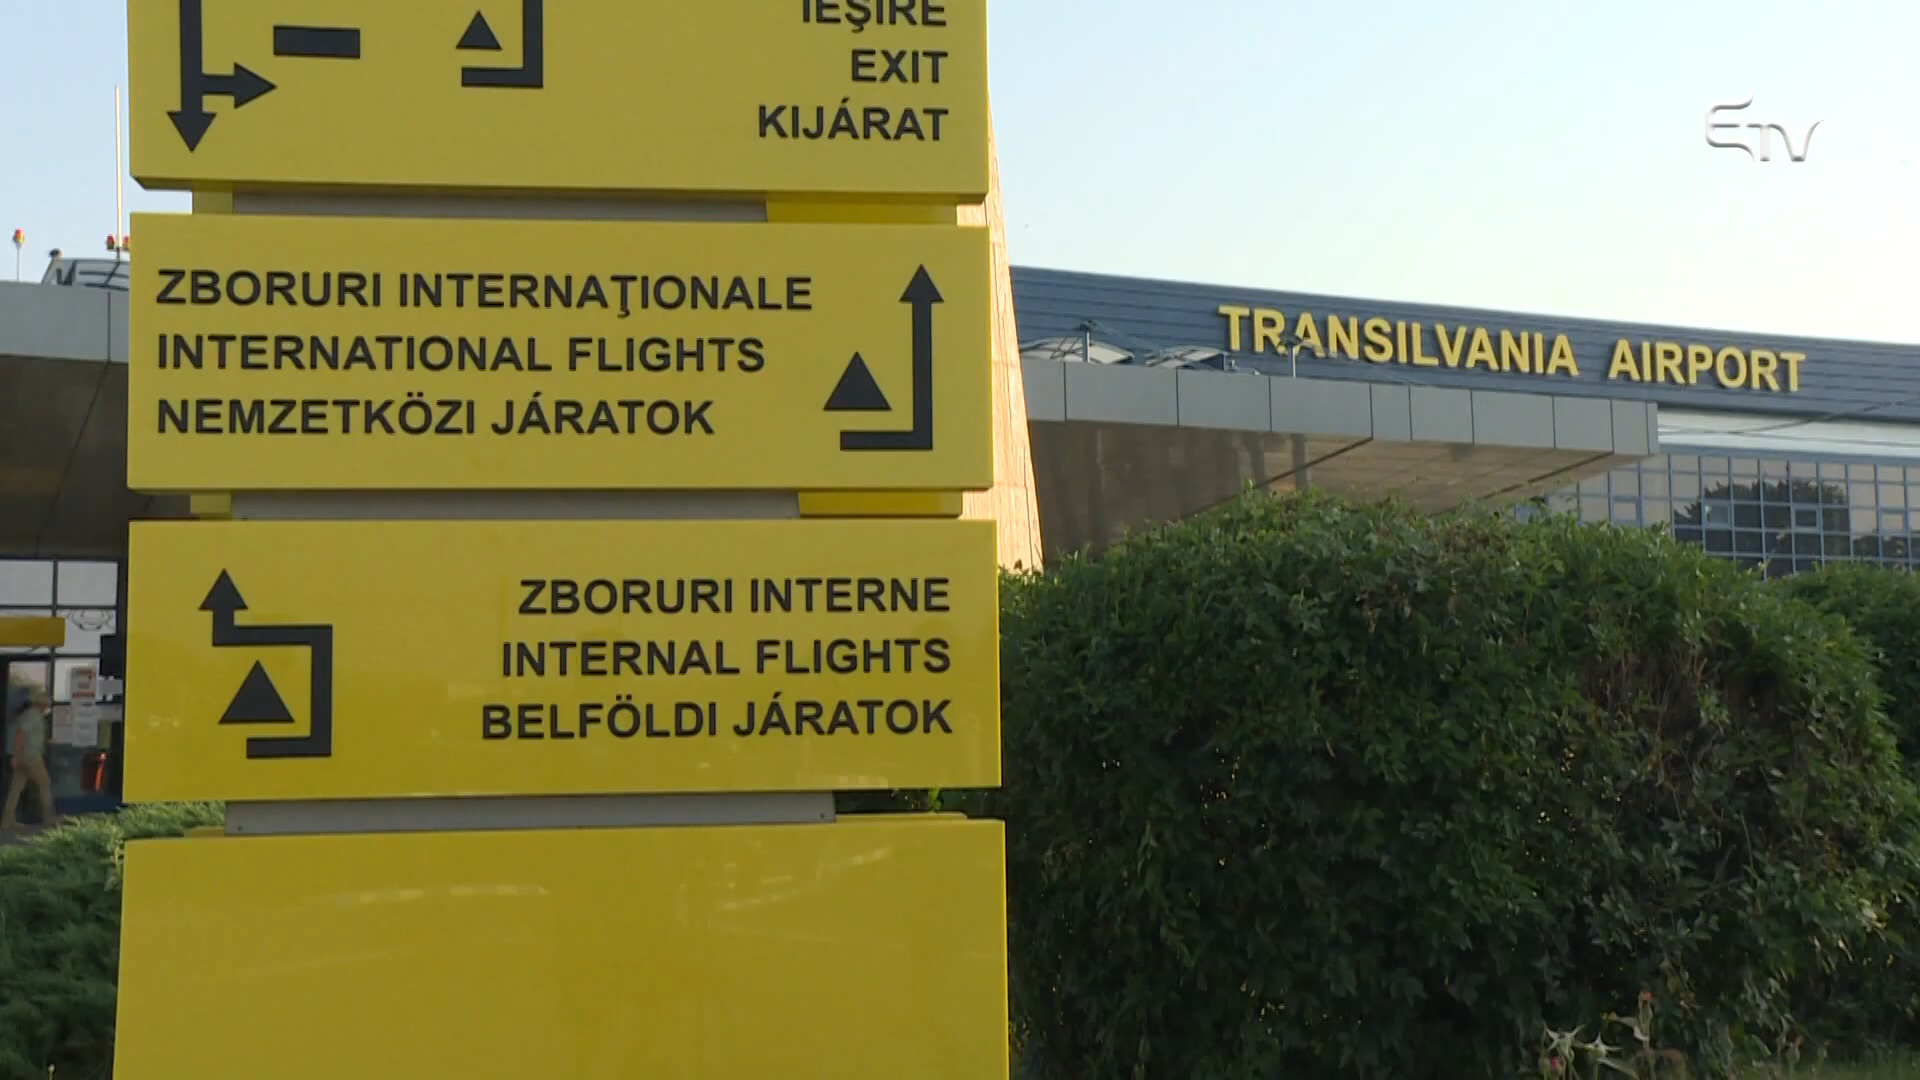 IEŞIRE
EXIT
KIJÁRAT
ZBORURI INTERNAŢIONALE
INTERNATIONAL FLIGHTS
NEMZETKÖZI JÁRATOK
ZBORURI INTERNE
INTERNAL FLIGHTS
BELFÖLDI JÁRATOK
TRANSILVANIA AIRPORT
ETV